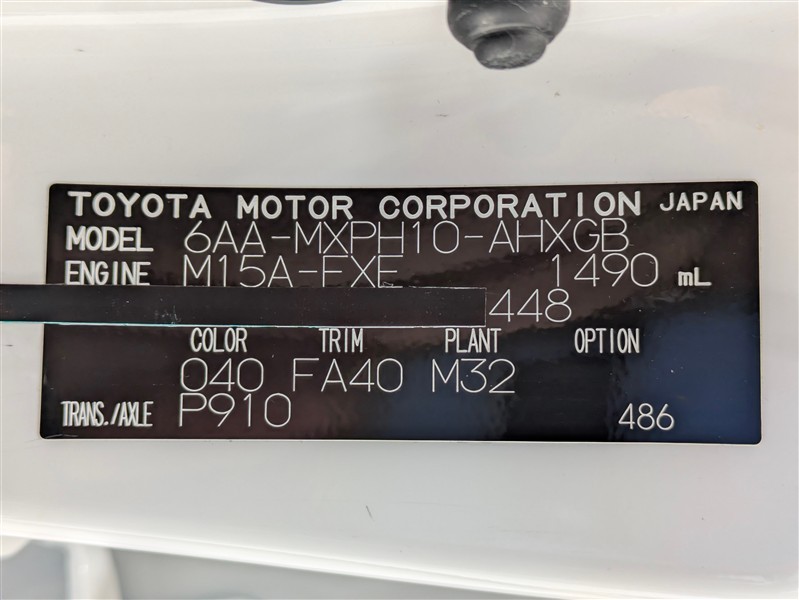 TOYOTA MOTOR CORPORATION JAPAN
MODEL 6AA-MXPH10-AHXGB
ENGINE M15A-FXE 1490 mL
448
COLOR TRIM PLANT OPTION
040 FA40 M32
TRANS./AXLE P910 486